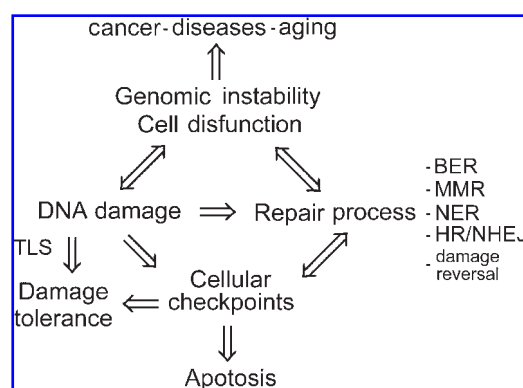 cancer-diseases-aging
Genomic instability
Cell disfunction
DNA damage
Repair process
- BER
- MMR
- NER
- HR/NHEJ
- damage
reversal
TLS
Damage
tolerance
Cellular
checkpoints
Apotosis